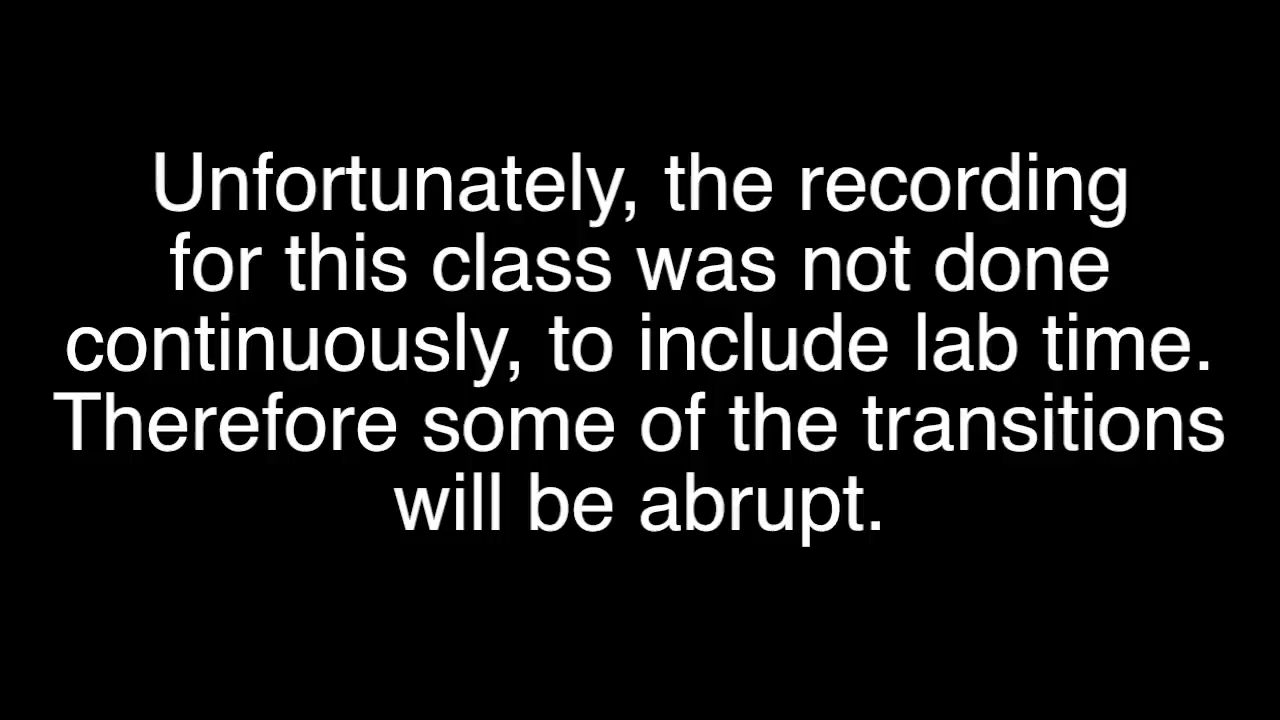 Unfortunately, the recording
for this class was not done
continuously, to include lab time.
Therefore some of the transitions
will be abrupt.